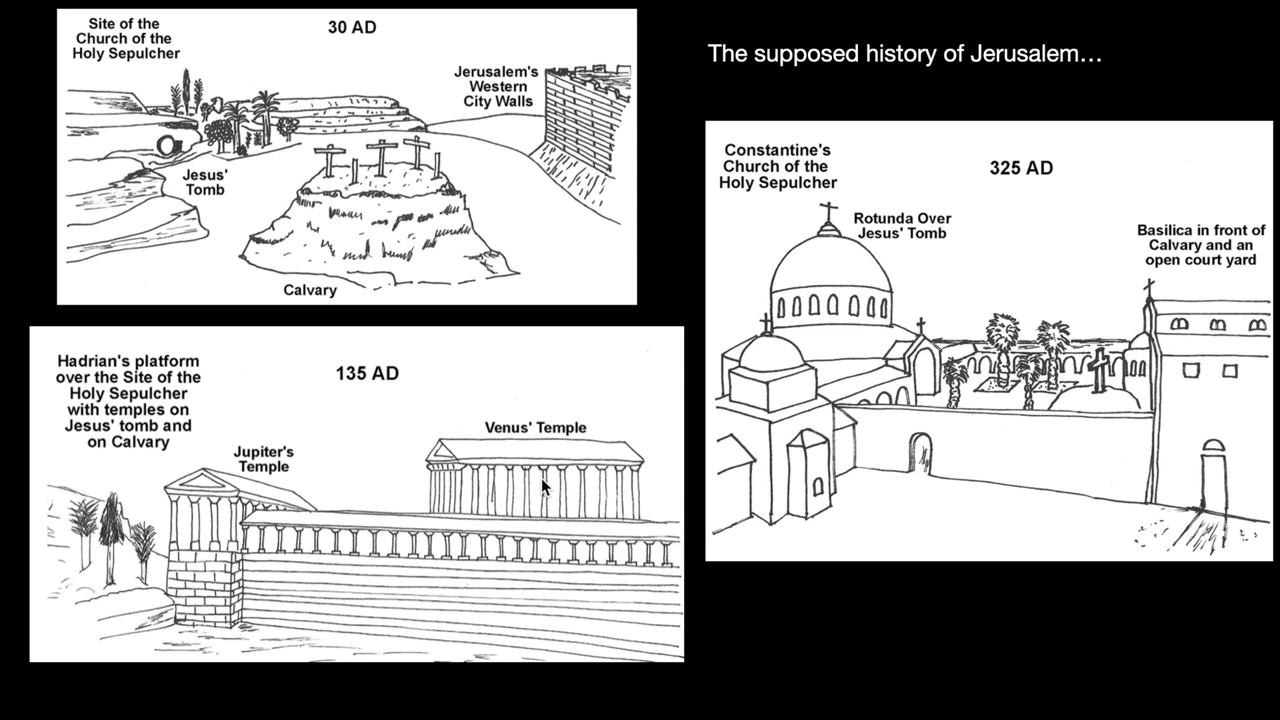 The supposed history of Jerusalem...
Site of the
Church of the
Holy Sepulcher
30 AD
Jerusalem's
Western
City Walls
Jesus'
Tomb
Calvary
Hadrian's platform
over the Site of the
Holy Sepulcher
with temples on
Jesus' tomb and
on Calvary
135 AD
Jupiter's
Temple
Venus' Temple
Constantine's
Church of the
Holy Sepulcher
325 AD
Rotunda Over
Jesus' Tomb
Basilica in front of
Calvary and an
open court yard